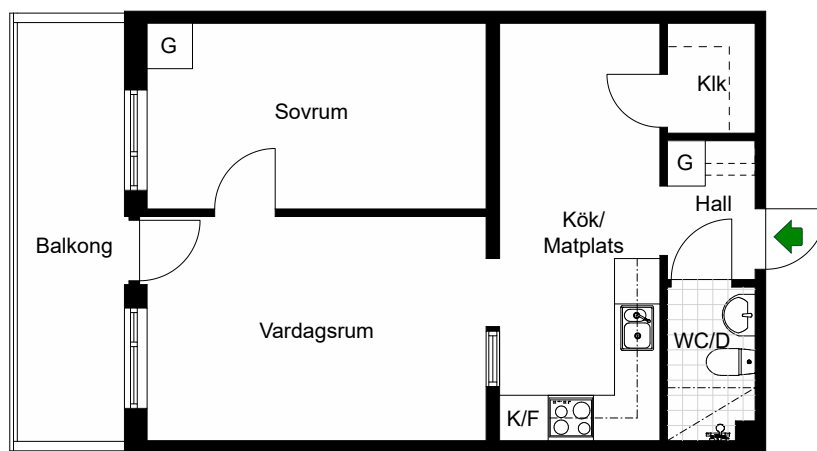 G
Sovrum
Klk
G
Hall
Kök/
Matplats
Balkong
Vardagsrum
WC/D
K/F